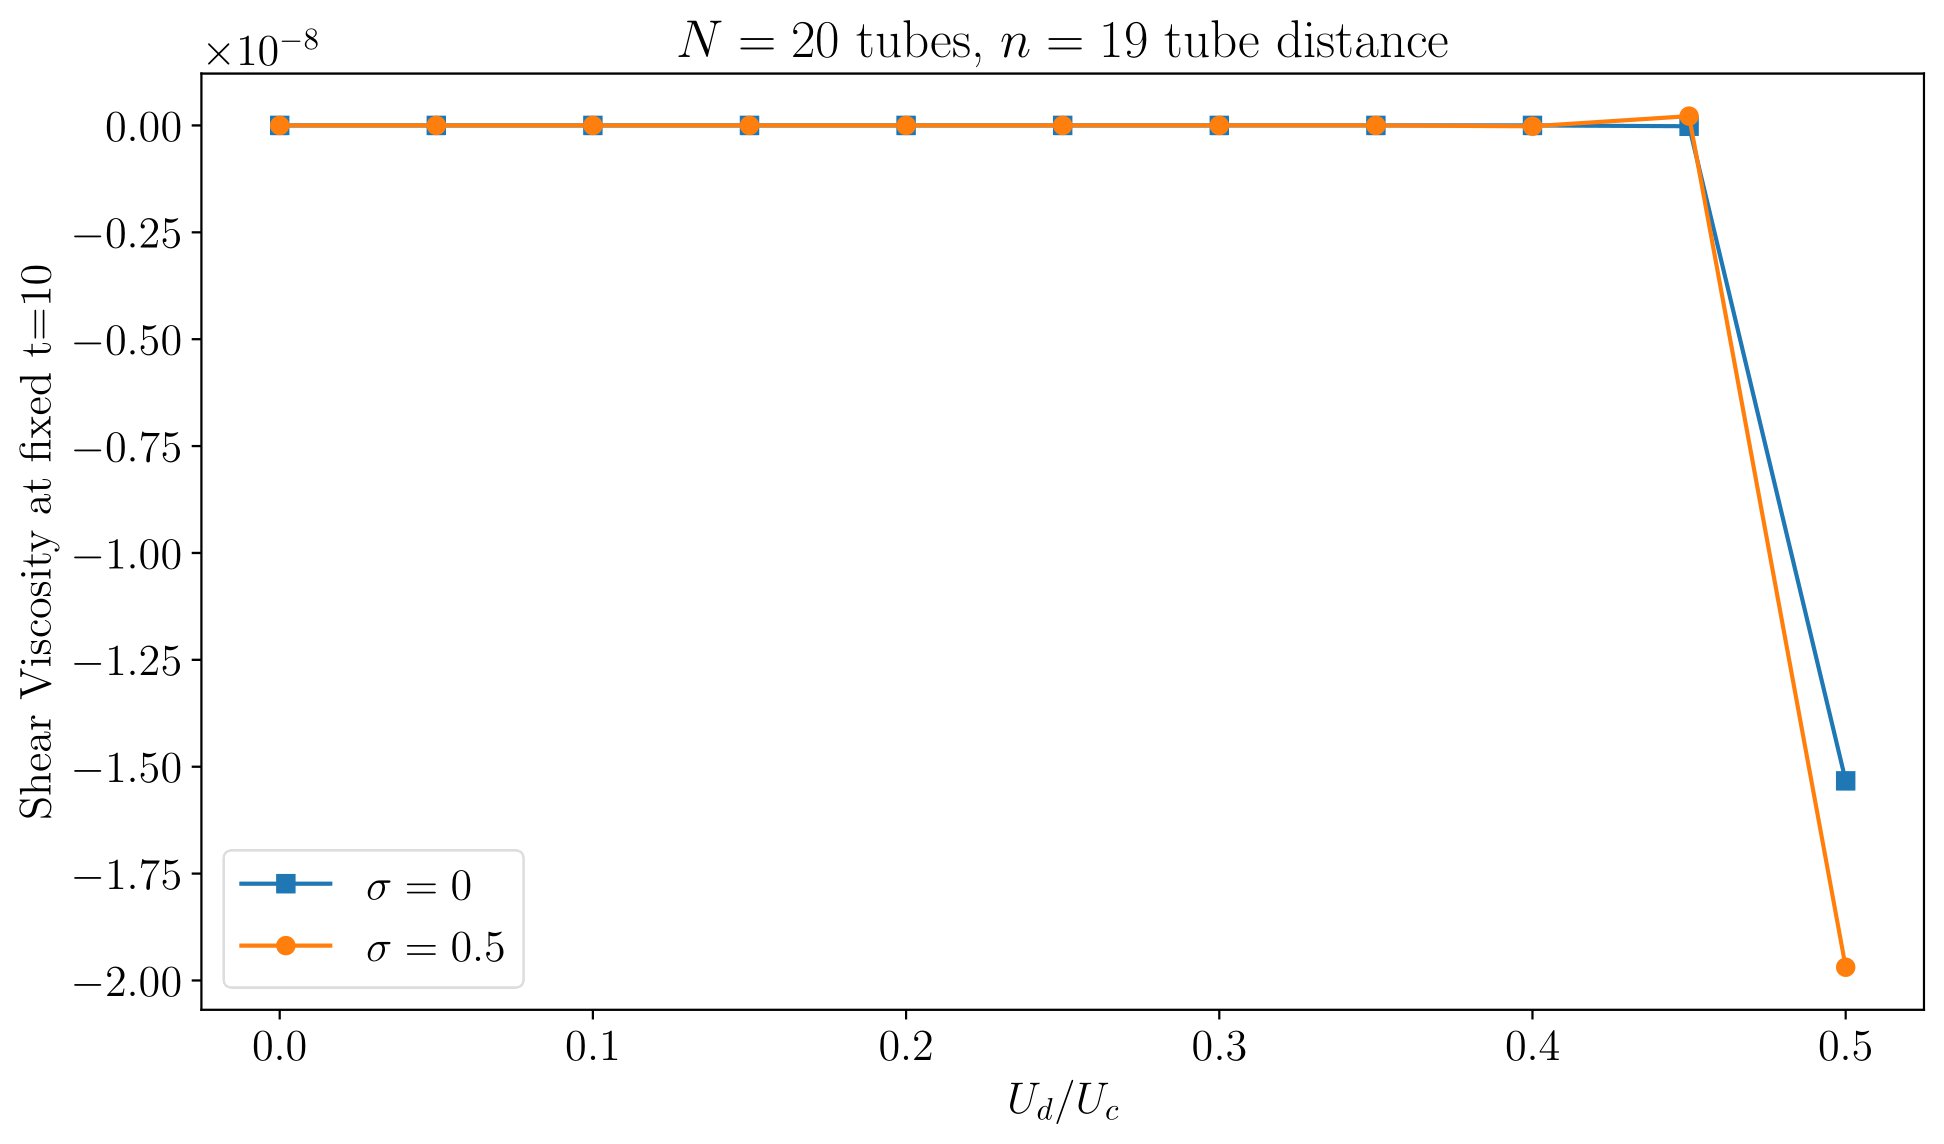 N = 20 tubes, n = 19 tube distance
×10⁻⁸
0.00
−0.25
−0.50
−0.75
−1.00
−1.25
−1.50
−1.75
−2.00
Shear Viscosity at fixed t=10
σ = 0
σ = 0.5
0.0 0.1 0.2 0.3 0.4 0.5
U_d/U_c